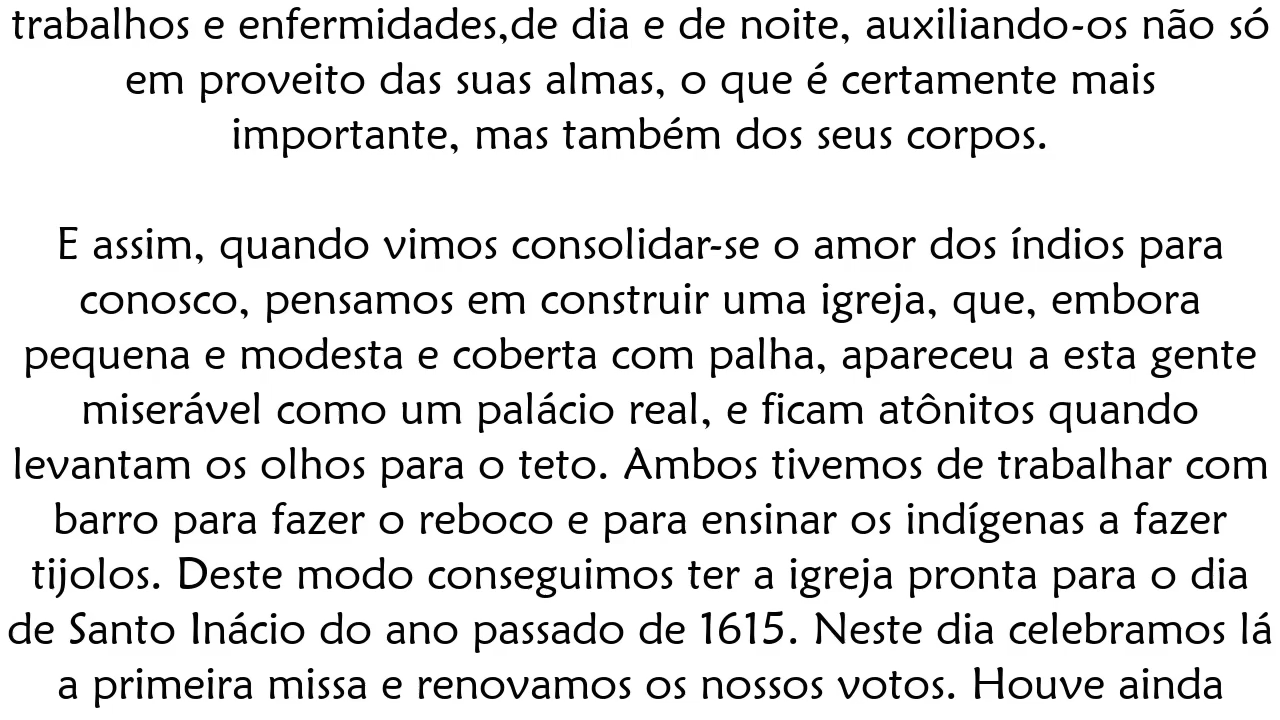 trabalhos e enfermidades,de dia e de noite, auxiliando-os não só
em proveito das suas almas, o que é certamente mais
importante, mas também dos seus corpos.
E assim, quando vimos consolidar-se o amor dos índios para
conosco, pensamos em construir uma igreja, que, embora
pequena e modesta e coberta com palha, apareceu a esta gente
miserável como um palácio real, e ficam atônitos quando
levantam os olhos para o teto. Ambos tivemos de trabalhar com
barro para fazer o reboco e para ensinar os indígenas a fazer
tijolos. Deste modo conseguimos ter a igreja pronta para o dia
de Santo Inácio do ano passado de 1615. Neste dia celebramos lá
a primeira missa e renovamos os nossos votos. Houve ainda